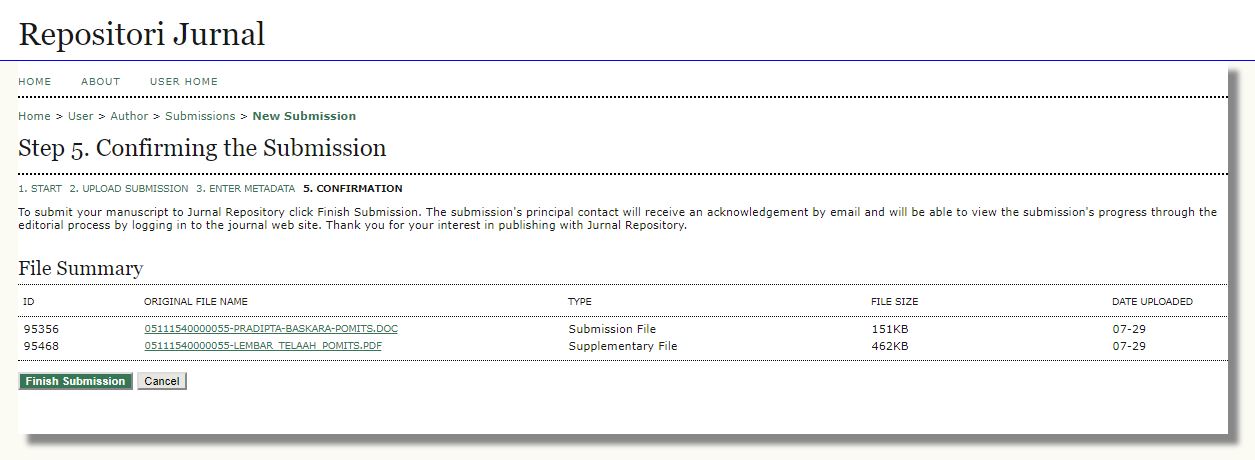 Repositori Jurnal
HOME ABOUT USER HOME
Home > User > Author > Submissions > New Submission
Step 5. Confirming the Submission
1. START 2. UPLOAD SUBMISSION 3. ENTER METADATA 5. CONFIRMATION
To submit your manuscript to Jurnal Repository click Finish Submission. The submission's principal contact will receive an acknowledgement by email and will be able to view the submission's progress through the
editorial process by logging in to the journal web site. Thank you for your interest in publishing with Jurnal Repository.
File Summary
ID ORIGINAL FILE NAME TYPE FILE SIZE DATE UPLOADED
95356 05111540000055-PRADIPTA-BASKARA-POMITS.DOC Submission File 151KB 07-29
95468 05111540000055-LEMBAR_TELAAH_POMITS.PDF Supplementary File 462KB 07-29
Finish Submission Cancel